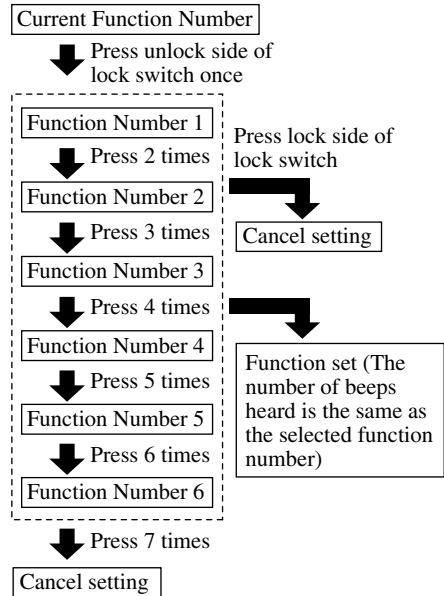 Current Function Number
Press unlock side of
lock switch once
Function Number 1
Press 2 times
Function Number 2
Press 3 times
Function Number 3
Press 4 times
Function Number 4
Press 5 times
Function Number 5
Press 6 times
Function Number 6
Press 7 times
Cancel setting
Press lock side of
lock switch
Cancel setting
Function set (The
number of beeps
heard is the same as
the selected function
number)